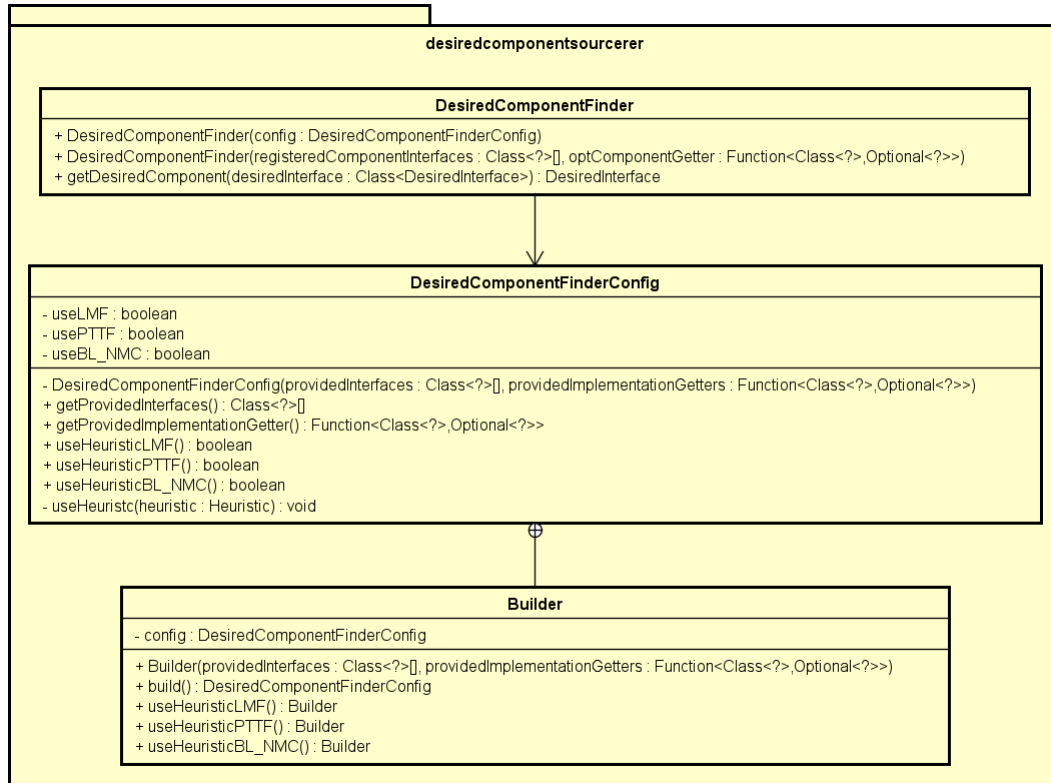 desiredcomponentsourcerer
DesiredComponentFinder
+ DesiredComponentFinder(config : DesiredComponentFinderConfig)
+ DesiredComponentFinder(registeredComponentInterfaces : Class<?>[], optComponentGetter : Function<Class<?>,Optional<?>>)
+ getDesiredComponent(desiredInterface : Class<DesiredInterface>) : DesiredInterface
DesiredComponentFinderConfig
- useLMF : boolean
- usePTTF : boolean
- useBL_NMC : boolean
- DesiredComponentFinderConfig(providedInterfaces : Class<?>[], providedImplementationGetters : Function<Class<?>,Optional<?>>)
+ getProvidedInterfaces() : Class<?>[]
+ getProvidedImplementationGetter() : Function<Class<?>,Optional<?>>
+ useHeuristicLMF() : boolean
+ useHeuristicPTTF() : boolean
+ useHeuristicBL_NMC() : boolean
- useHeuristc(heuristic : Heuristic) : void
Builder
- config : DesiredComponentFinderConfig
+ Builder(providedInterfaces : Class<?>[], providedImplementationGetters : Function<Class<?>,Optional<?>>)
+ build() : DesiredComponentFinderConfig
+ useHeuristicLMF() : Builder
+ useHeuristicPTTF() : Builder
+ useHeuristicBL_NMC() : Builder